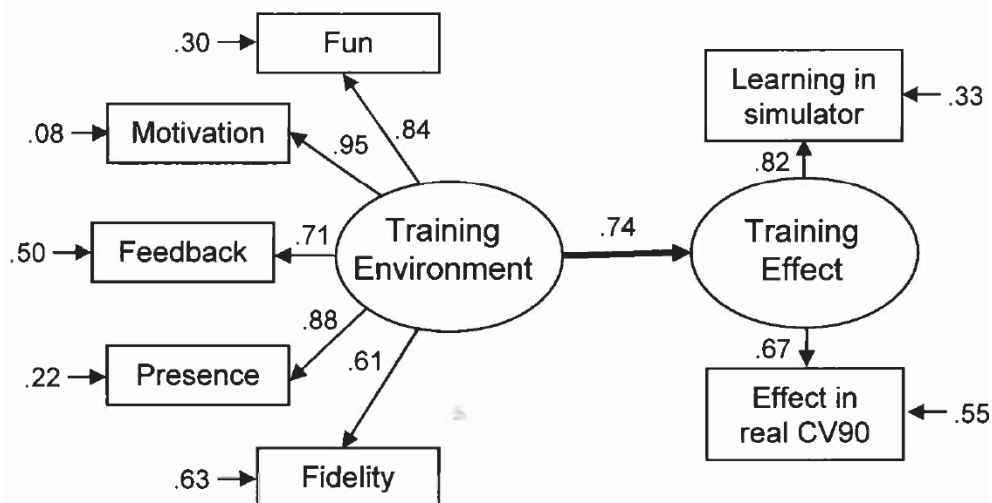 .30
Fun
.08
Motivation
.84
.95
.50
Feedback
.71
Training
Environment
.22
Presence
.88
.61
.63
Fidelity
.74
Learning in
simulator
.33
.82
Training
Effect
.67
Effect in
real CV90
.55